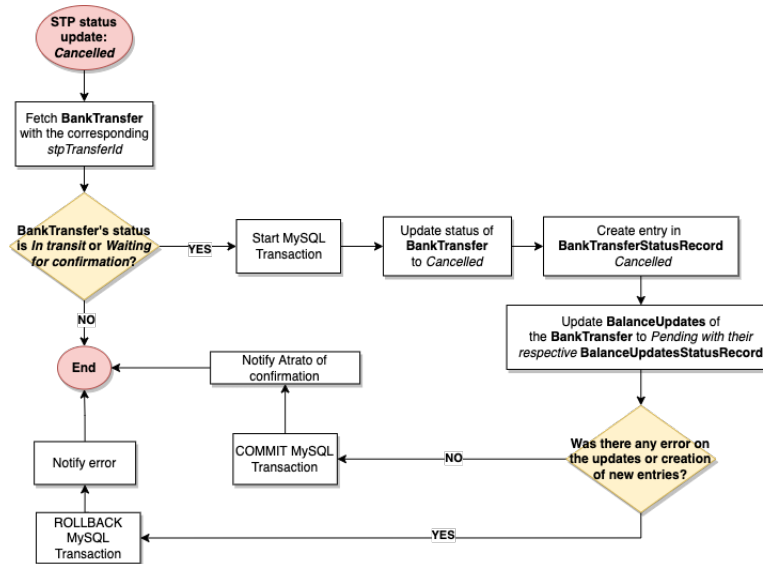 STP status
update:
Cancelled
Fetch BankTransfer
with the corresponding
stpTransferId
BankTransfer's status
is In transit or Waiting
for confirmation?
YES
Start MySQL
Transaction
Update status of
BankTransfer
to Cancelled
Create entry in
BankTransferStatusRecord
Cancelled
NO
Update BalanceUpdates of
the BankTransfer to Pending with their
respective BalanceUpdatesStatusRecord
End
Notify Atrato of
confirmation
Was there any error on
the updates or creation
of new entries?
NO
COMMIT MySQL
Transaction
Notify error
YES
ROLLBACK
MySQL
Transaction